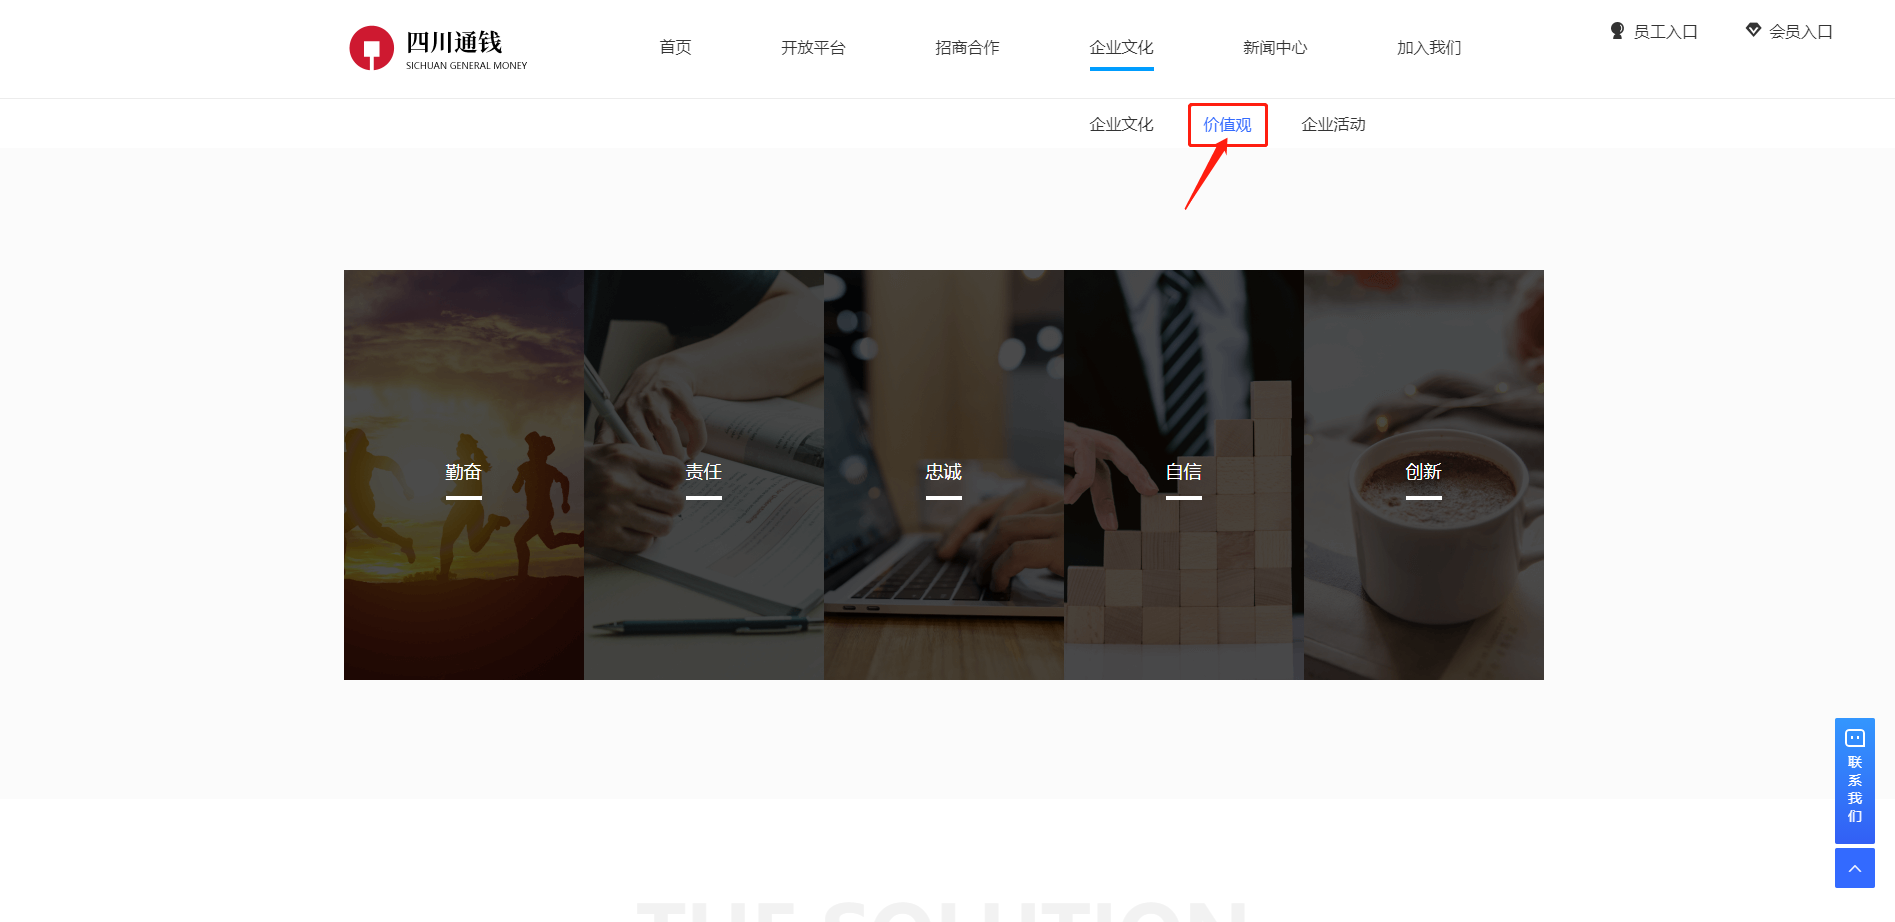 四川通钱
SICHUAN GENERAL MONEY
首页
开放平台
招商合作
企业文化
新闻中心
加入我们
员工入口
会员入口
企业文化
价值观
企业活动
勤奋
责任
忠诚
自信
创新
联系我们
THE SOLUTION